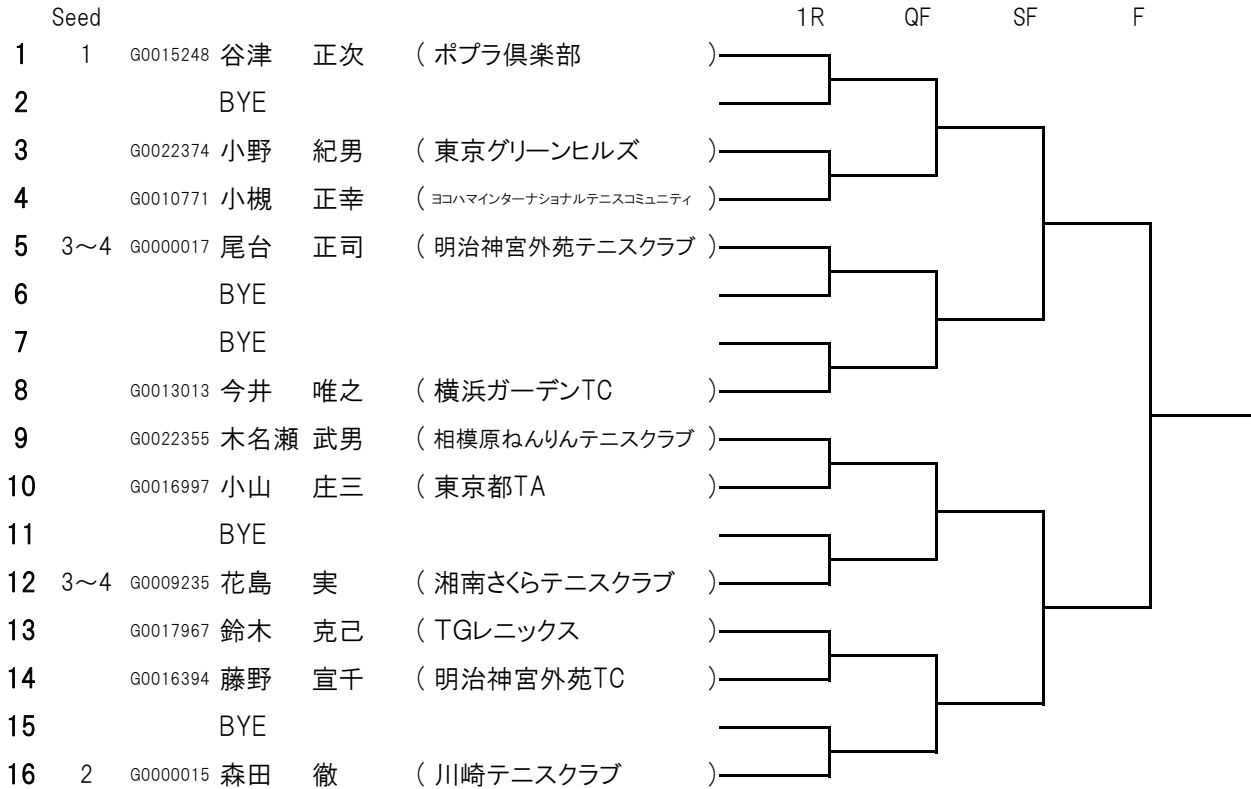 Seed 1R QF SF F
1 1 G0015248 谷津 正次 ( ポプラ倶楽部 )
2 BYE
3 G0022374 小野 紀男 ( 東京グリーンヒルズ )
4 G0010771 小槻 正幸 ( ヨコハマインターナショナルテニスコミュニティ )
5 3～4 G0000017 尾台 正司 ( 明治神宮外苑テニスクラブ )
6 BYE
7 BYE
8 G0013013 今井 唯之 ( 横浜ガーデンTC )
9 G0022355 木名瀬 武男 ( 相模原ねんりんテニスクラブ )
10 G0016997 小山 庄三 ( 東京都TA )
11 BYE
12 3～4 G0009235 花島 実 ( 湘南さくらテニスクラブ )
13 G0017967 鈴木 克己 ( TGレニックス )
14 G0016394 藤野 宣千 ( 明治神宮外苑TC )
15 BYE
16 2 G0000015 森田 徹 ( 川崎テニスクラブ )